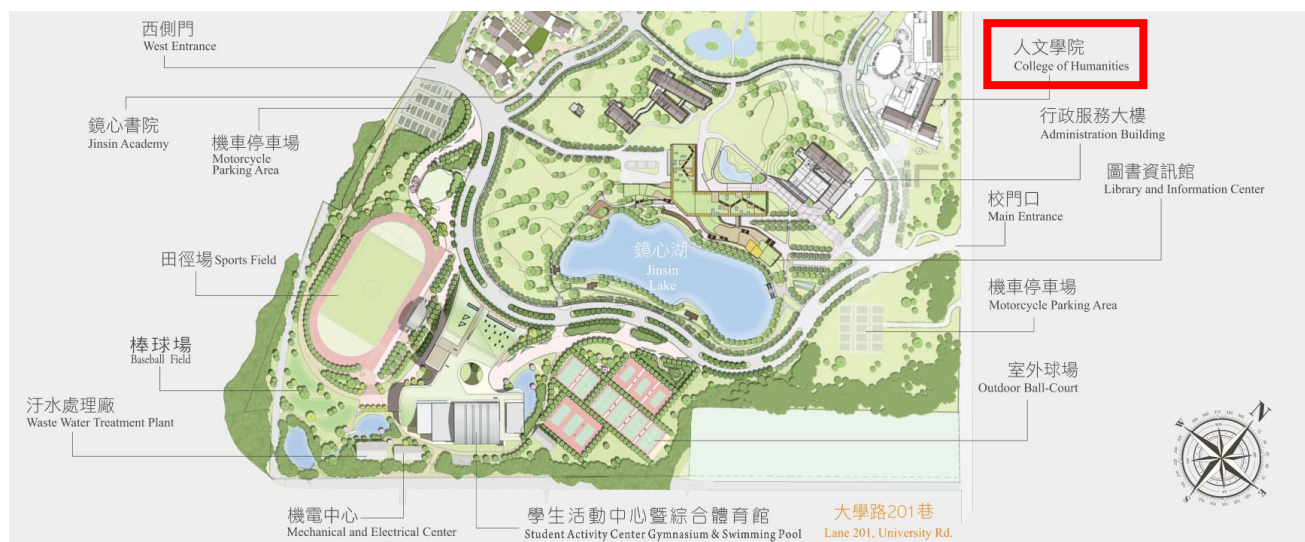 西側門
West Entrance
人文學院
College of Humanities
鏡心書院
Jinsin Academy
機車停車場
Motorcycle
Parking Area
行政服務大樓
Administration Building
圖書資訊館
Library and Information Center
校門口
Main Entrance
田徑場 Sports Field
鏡心湖
Jinsin
Lake
機車停車場
Motorcycle Parking Area
棒球場
Baseball Field
室外球場
Outdoor Ball-Court
汙水處理廠
Waste Water Treatment Plant
機電中心
Mechanical and Electrical Center
學生活動中心暨綜合體育館
Student Activity Center Gymnasium & Swimming Pool
大學路201巷
Lane 201, University Rd.
N
W
E
S